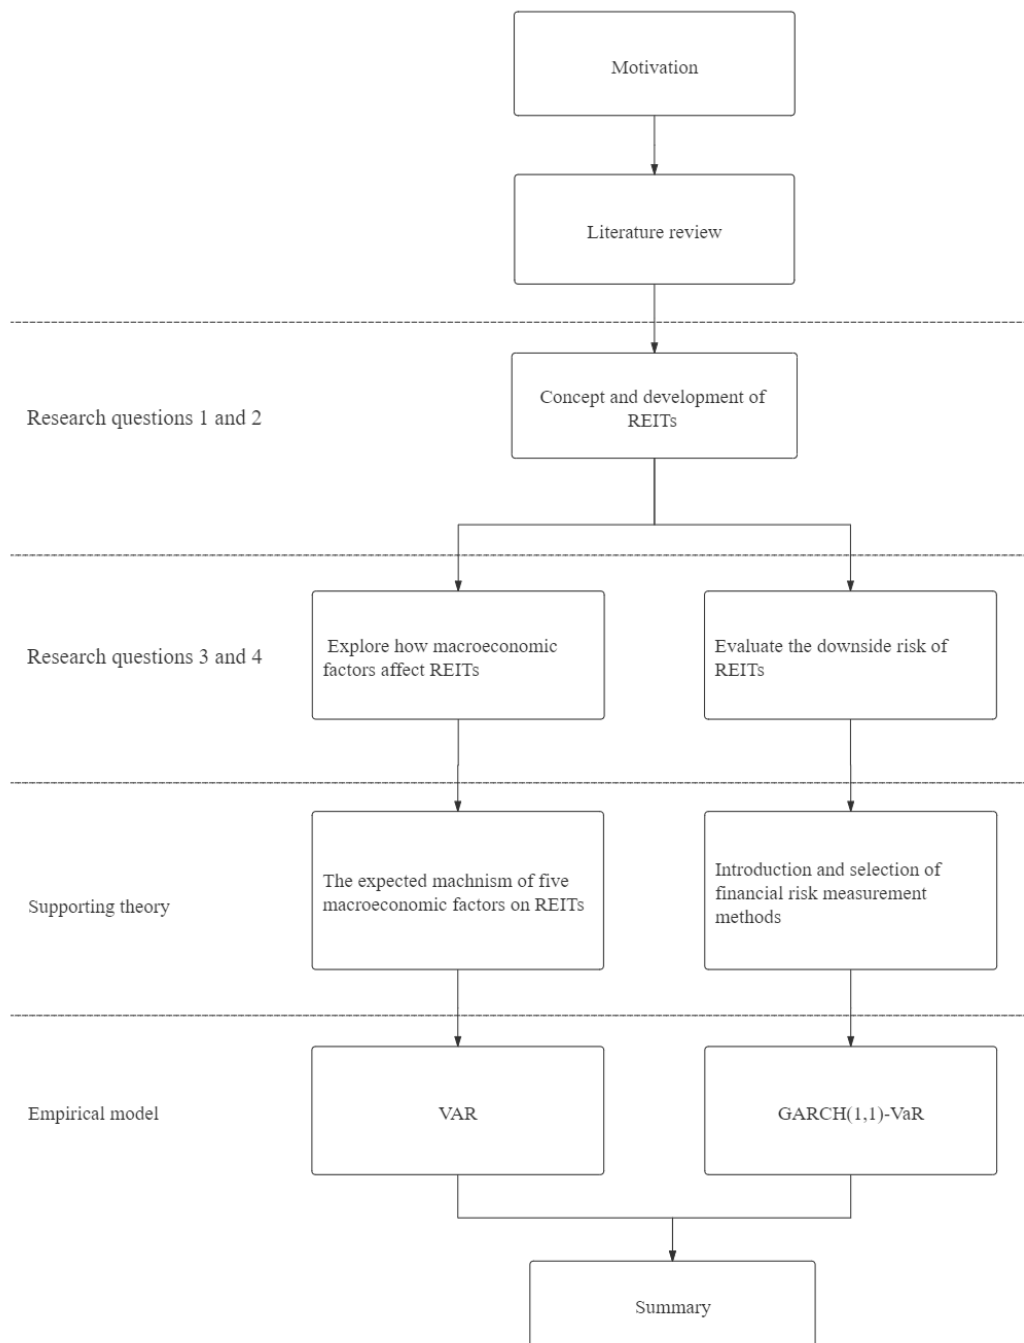 Motivation
Literature review
Research questions 1 and 2
Concept and development of
REITs
Research questions 3 and 4
Explore how macroeconomic
factors affect REITs
Evaluate the downside risk of
REITs
Supporting theory
The expected machnism of five
macroeconomic factors on REITs
Introduction and selection of
financial risk measurement
methods
Empirical model
VAR
GARCH(1,1)-VaR
Summary